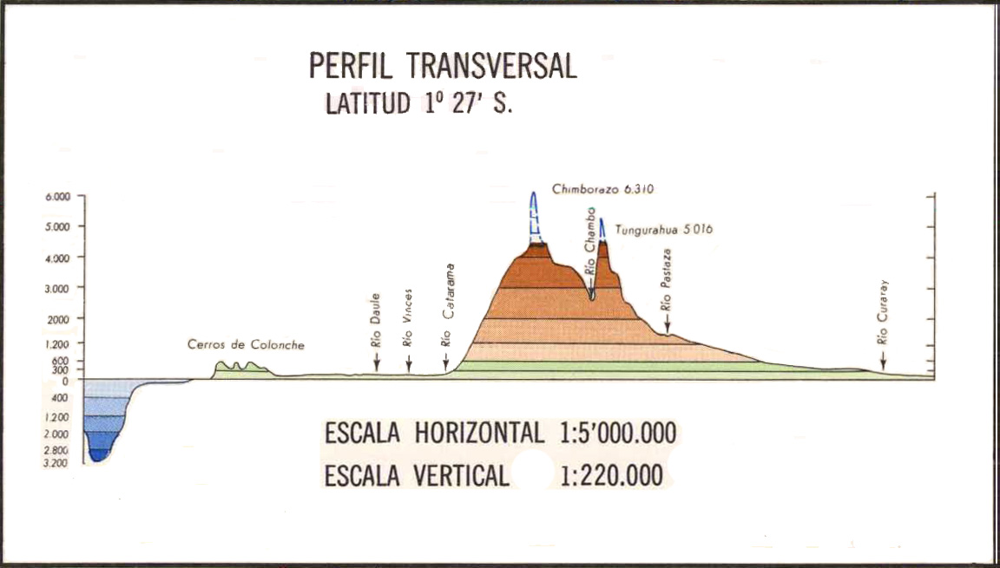 PERFIL TRANSVERSAL
LATITUD 1º 27' S.
Chimborazo 6.310
Tungurahua 5016
Río Chambo
Río Pastaza
Río Catarama
Río Vinces
Río Daule
Río Curaray
Cerros de Colonche
6.000
5.000
4.000
3.000
2000
1.200
600
300
0
400
1.200
2.000
2.800
3.200
ESCALA HORIZONTAL 1:5'000.000
ESCALA VERTICAL 1:220.000